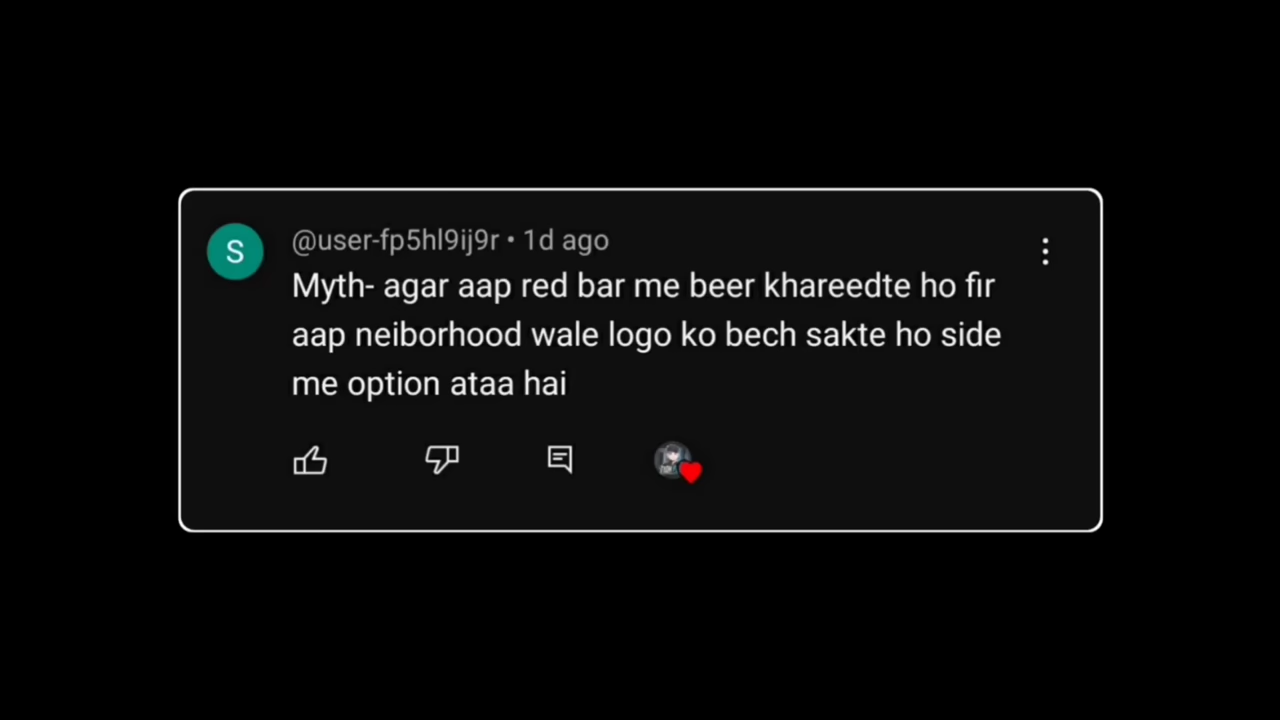 S
@user-fp5hl9ij9r • 1d ago
Myth- agar aap red bar me beer khareedte ho fir
aap neiborhood wale logo ko bech sakte ho side
me option ataa hai